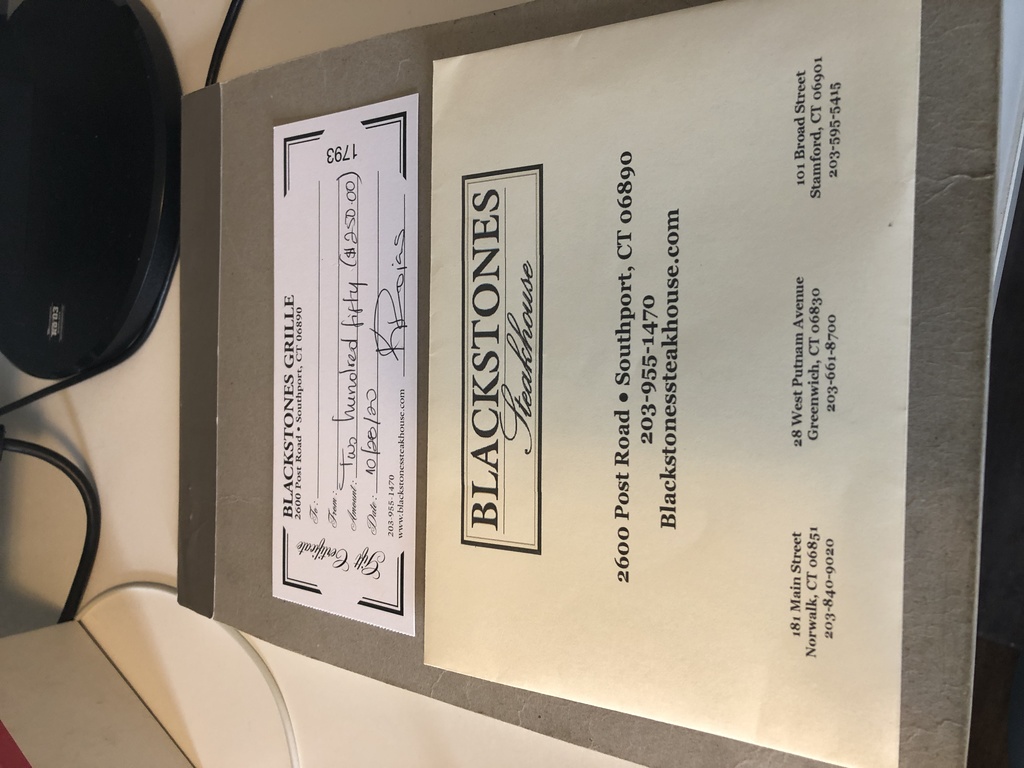 BLACKSTONES GRILLE
2600 Post Road • Southport, CT 06890
1793
Gift Certificate
To:
From:
Amount: Two hundred fifty ($250.00)
Date: 10/28/20
203-955-1470
www.blackstonessteakhouse.com
BLACKSTONES
Steakhouse
2600 Post Road • Southport, CT 06890
203-955-1470
Blackstonessteakhouse.com
181 Main Street
Norwalk, CT 06851
203-840-9020
28 West Putnam Avenue
Greenwich, CT 06830
203-661-8700
101 Broad Street
Stamford, CT 06901
203-595-5415